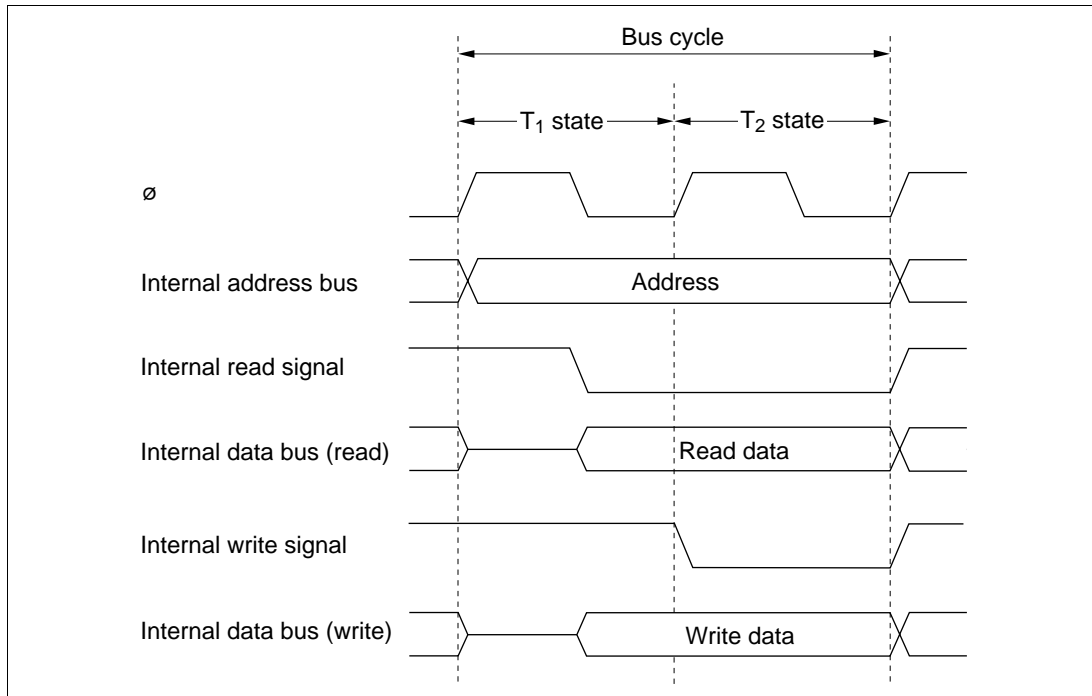 Bus cycle
T₁ state
T₂ state
ø
Internal address bus
Address
Internal read signal
Internal data bus (read)
Read data
Internal write signal
Internal data bus (write)
Write data